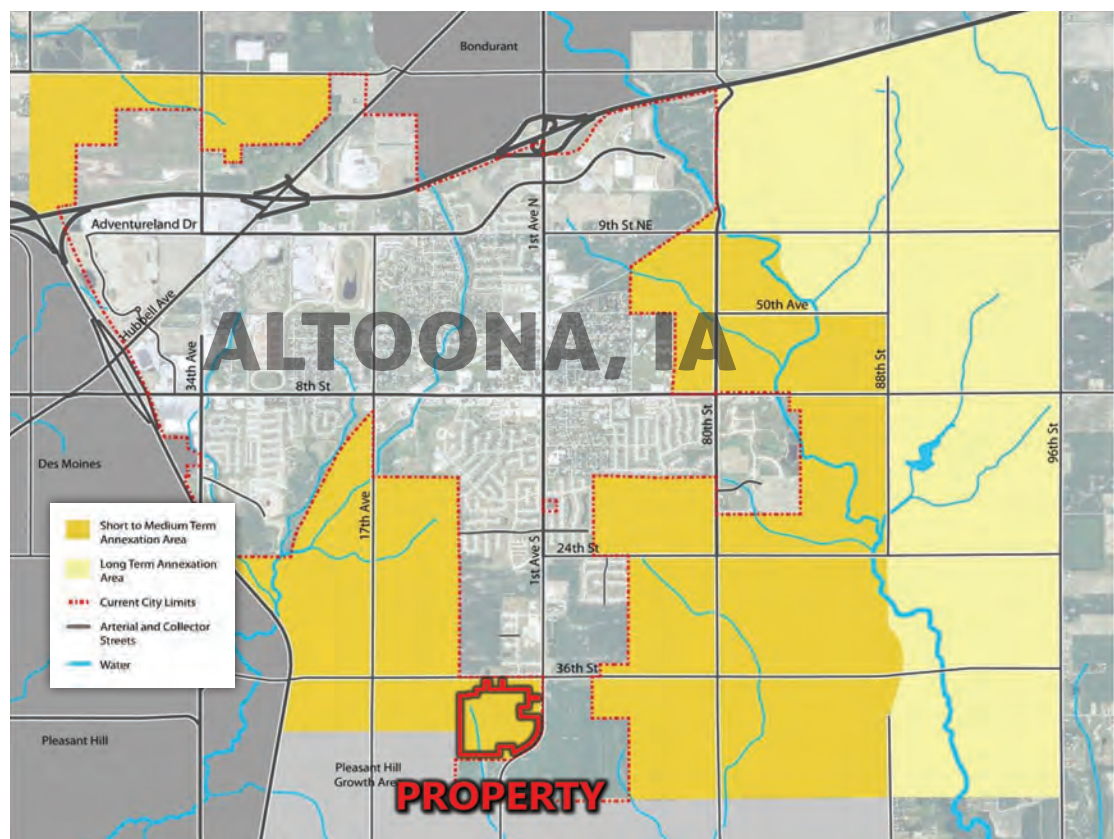 Bondurant
Adventureland Dr
1st Ave N
9th St NE
Hubbell Ave
50th Ave
ALTOONA, IA
34th Ave
8th St
88th St
80th St
96th St
Des Moines
17th Ave
Short to Medium Term
Annexation Area
Long Term Annexation
Area
Current City Limits
Arterial and Collector
Streets
Water
1st Ave S
24th St
36th St
Pleasant Hill
Pleasant Hill
Growth Area
PROPERTY